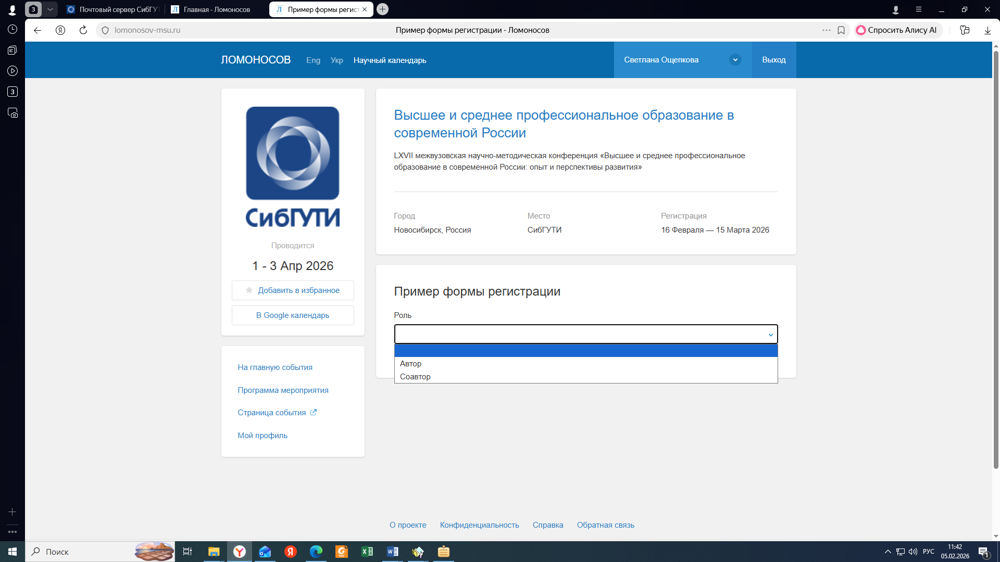 3
Почтовый сервер СибГУ
Главная - Ломоносов
Пример формы регист
lomonosov-msu.ru
Пример формы регистрации - Ломоносов
Спросить Алису AI
3
ЛОМОНОСОВ
Eng
Укр
Научный календарь
Светлана Ощепкова
Выход
СибГУТИ
Проводится
1 - 3 Апр 2026
Добавить в избранное
В Google календарь
На главную события
Программа мероприятия
Страница события
Мой профиль
Высшее и среднее профессиональное образование в
современной России
LXVII межвузовская научно-методическая конференция «Высшее и среднее профессиональное
образование в современной России: опыт и перспективы развития»
Город
Новосибирск, Россия
Место
СибГУТИ
Регистрация
16 Февраля — 15 Марта 2026
Пример формы регистрации
Роль
Автор
Соавтор
О проекте
Конфиденциальность
Справка
Обратная связь
Поиск
РУС
11:42
05.02.2026
1